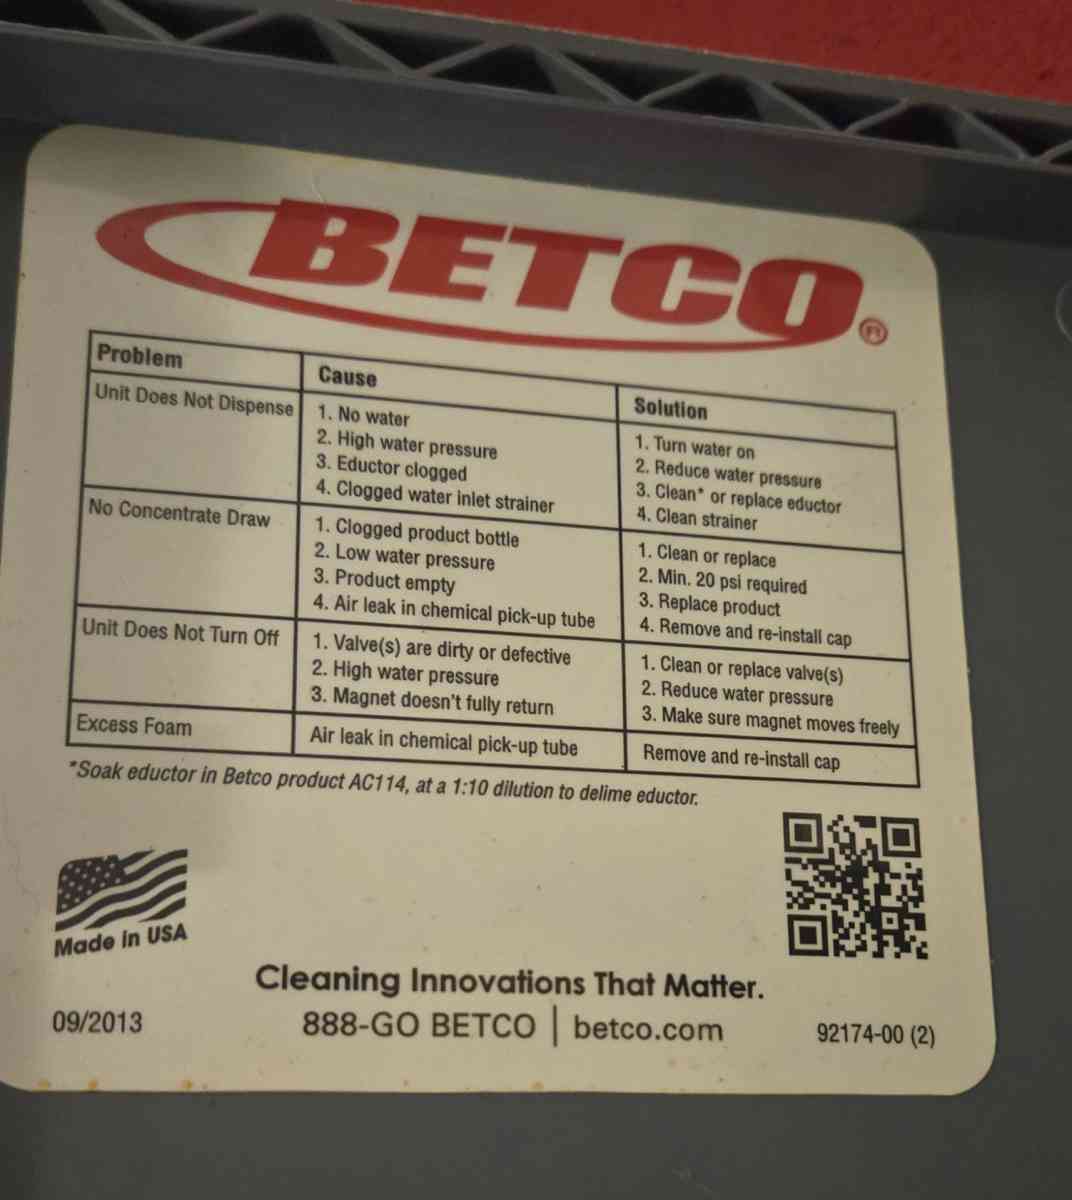 BETCO®
Problem Cause Solution
Unit Does Not Dispense
1. No water
2. High water pressure
3. Eductor clogged
4. Clogged water inlet strainer
1. Turn water on
2. Reduce water pressure
3. Clean* or replace eductor
4. Clean strainer
No Concentrate Draw
1. Clogged product bottle
2. Low water pressure
3. Product empty
4. Air leak in chemical pick-up tube
1. Clean or replace
2. Min. 20 psi required
3. Replace product
4. Remove and re-install cap
Unit Does Not Turn Off
1. Valve(s) are dirty or defective
2. High water pressure
3. Magnet doesn't fully return
1. Clean or replace valve(s)
2. Reduce water pressure
3. Make sure magnet moves freely
Excess Foam
Air leak in chemical pick-up tube
Remove and re-install cap
*Soak eductor in Betco product AC114, at a 1:10 dilution to delime eductor.
Made in USA
Cleaning Innovations That Matter.
09/2013
888-GO BETCO | betco.com
92174-00 (2)